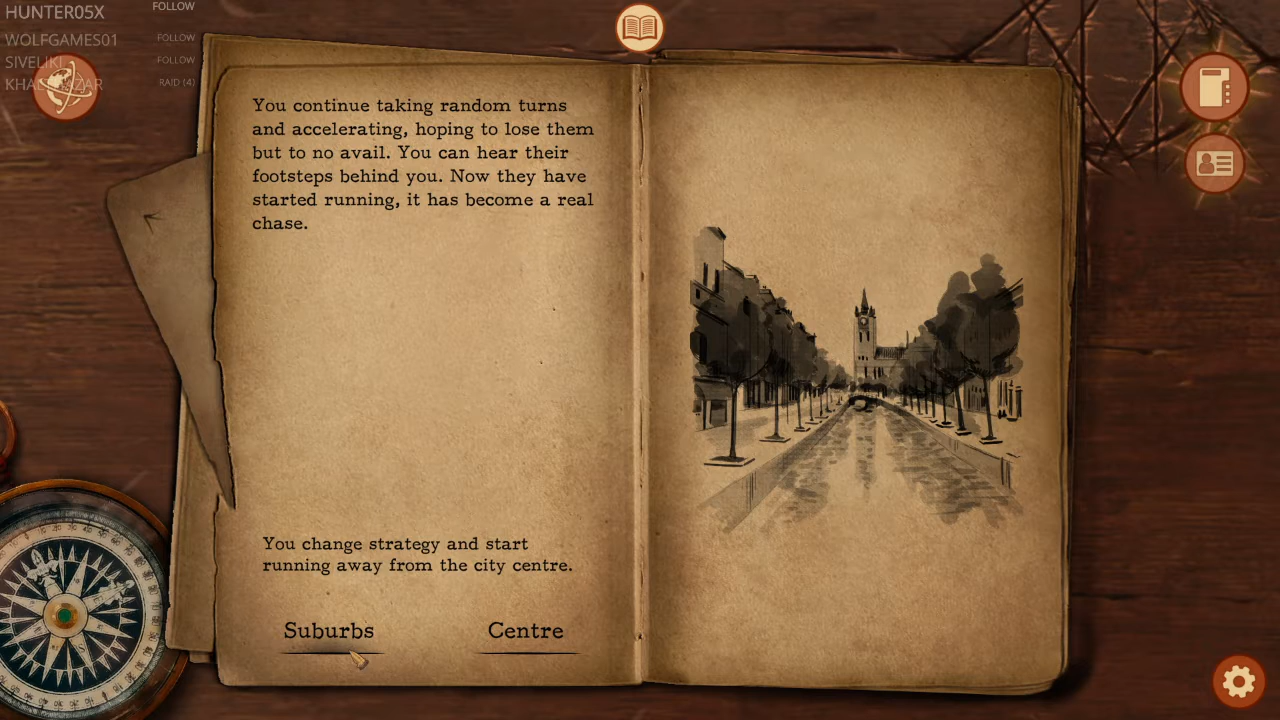 HUNTER05X FOLLOW
WOLFGAMES01 FOLLOW
SIVELIKI FOLLOW
RAID (4)
You continue taking random turns
and accelerating, hoping to lose them
but to no avail. You can hear their
footsteps behind you. Now they have
started running, it has become a real
chase.
You change strategy and start
running away from the city centre.
Suburbs Centre